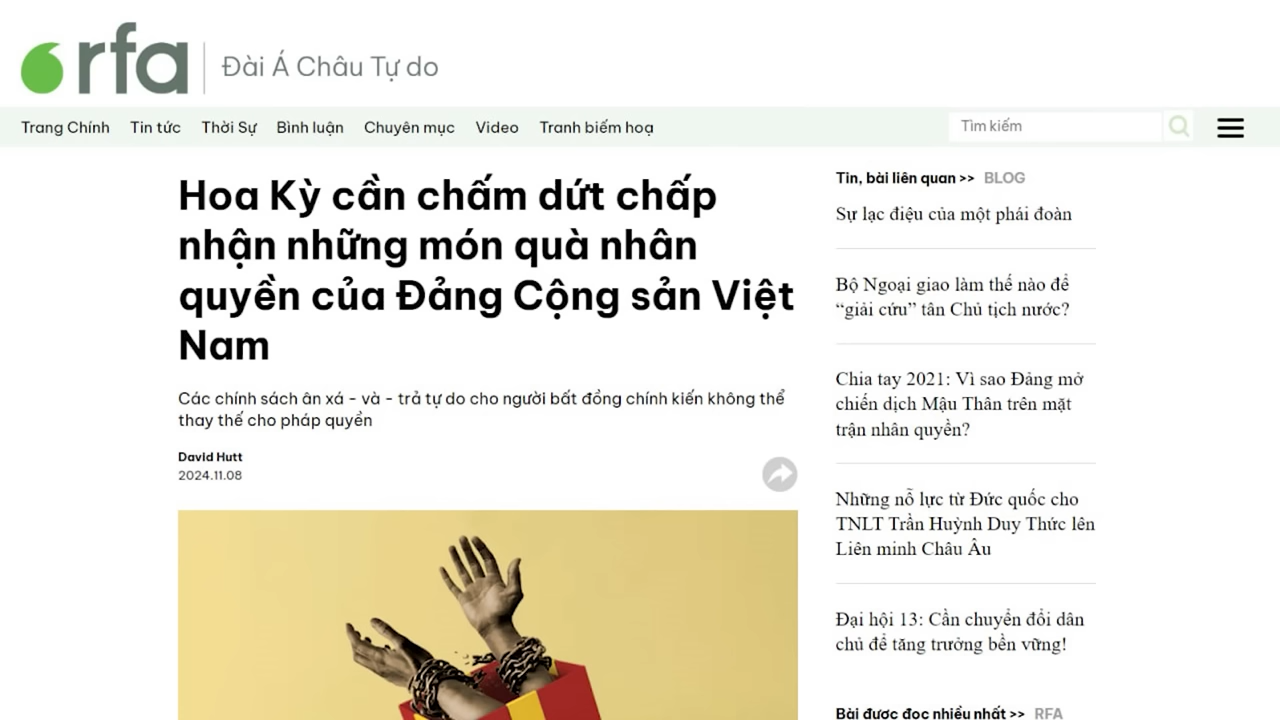 rfa
Đài Á Châu Tự do
Trang Chính
Tin tức
Thời Sự
Bình luận
Chuyên mục
Video
Tranh biếm hoạ
Tìm kiếm
Hoa Kỳ cần chấm dứt chấp
nhận những món quà nhân
quyền của Đảng Cộng sản Việt
Nam
Các chính sách ân xá - và - trả tự do cho người bất đồng chính kiến không thể
thay thế cho pháp quyền
David Hutt
2024.11.08
Tin, bài liên quan >> BLOG
Sự lạc điệu của một phái đoàn
Bộ Ngoại giao làm thế nào để
“giải cứu” tân Chủ tịch nước?
Chia tay 2021: Vì sao Đảng mở
chiến dịch Mậu Thân trên mặt
trận nhân quyền?
Những nỗ lực từ Đức quốc cho
TNLT Trần Huỳnh Duy Thức lên
Liên minh Châu Âu
Đại hội 13: Cần chuyển đổi dân
chủ để tăng trưởng bền vững!
Bài được đọc nhiều nhất >> RFA